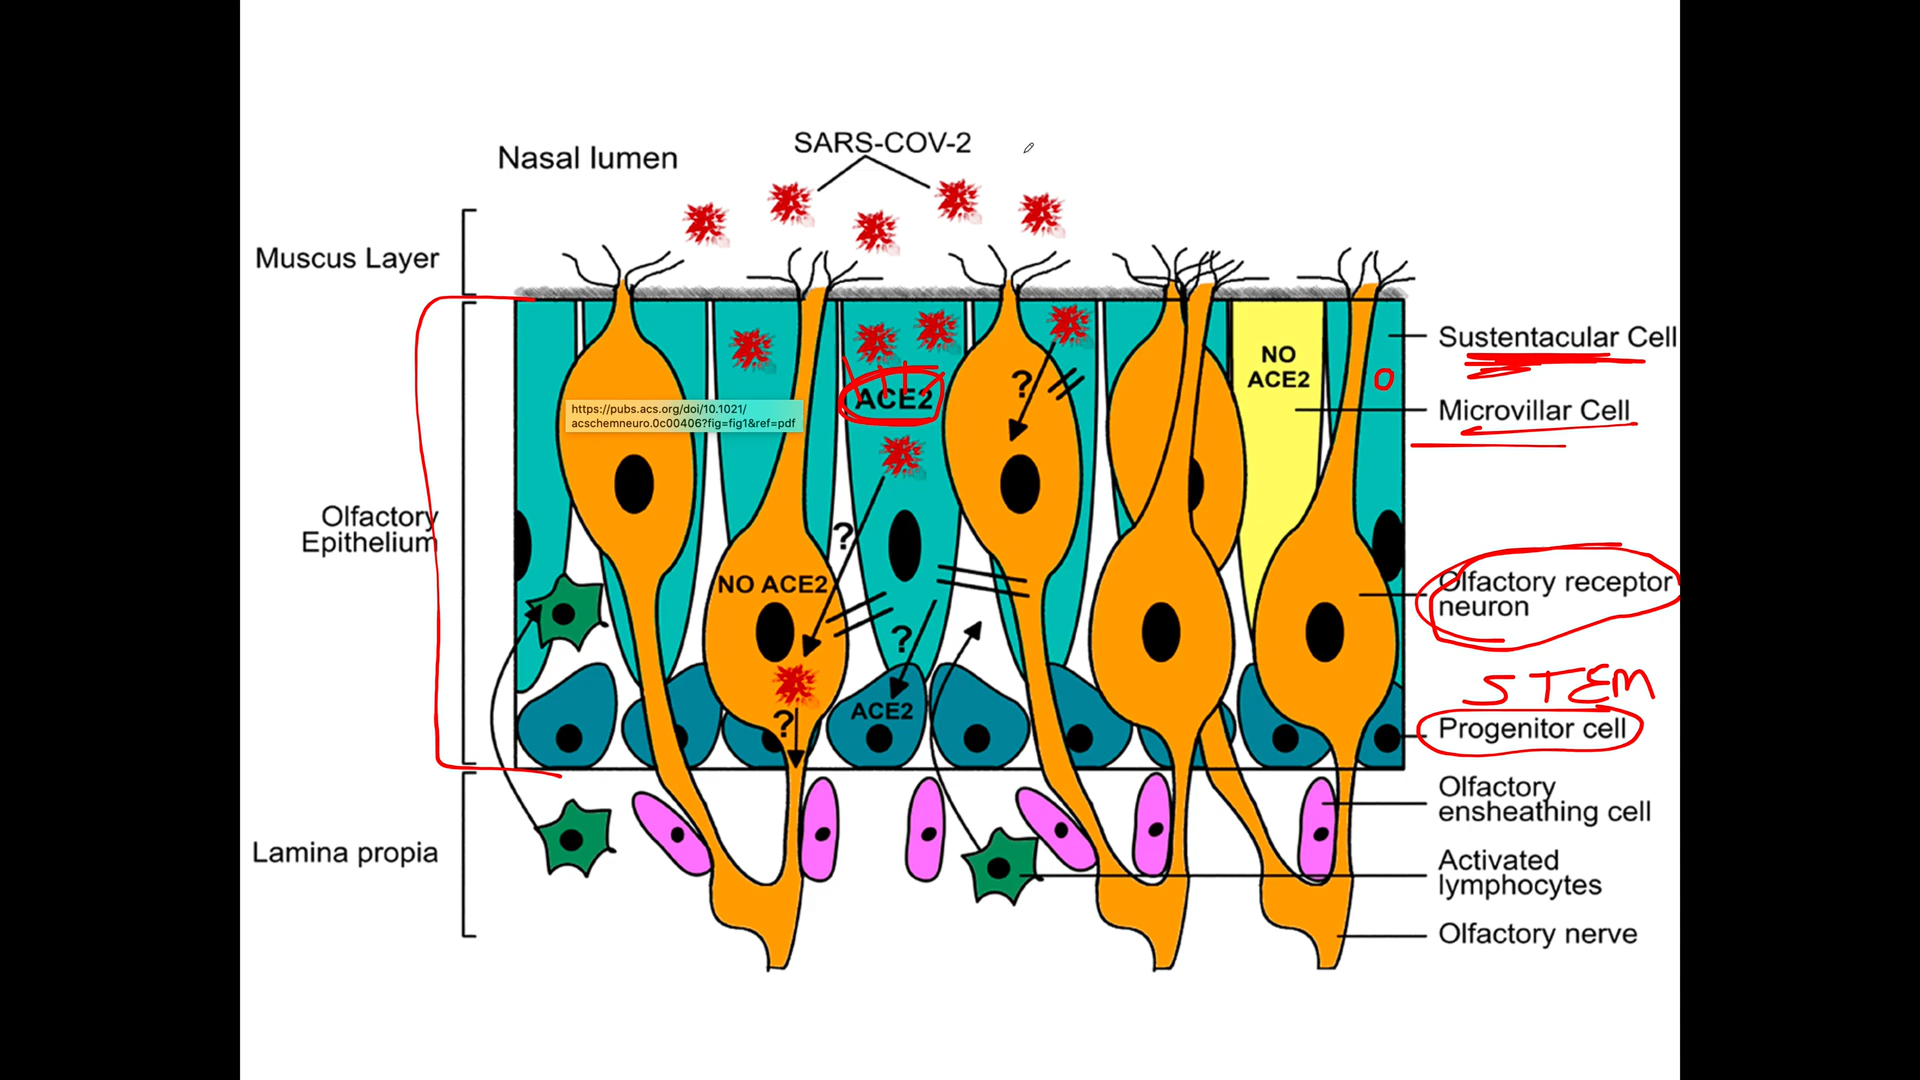 SARS-COV-2
Nasal lumen
Muscus Layer
Sustentacular Cell
NO
ACE2
ACE2
?
Microvillar Cell
https://pubs.acs.org/doi/10.1021/
acschemneuro.0c00406?fig=fig1&ref=pdf
Olfactory
Epithelium
?
NO ACE2
Olfactory receptor
neuron
?
STEM
ACE2
?
Progenitor cell
Olfactory
ensheathing cell
Lamina propia
Activated
lymphocytes
Olfactory nerve